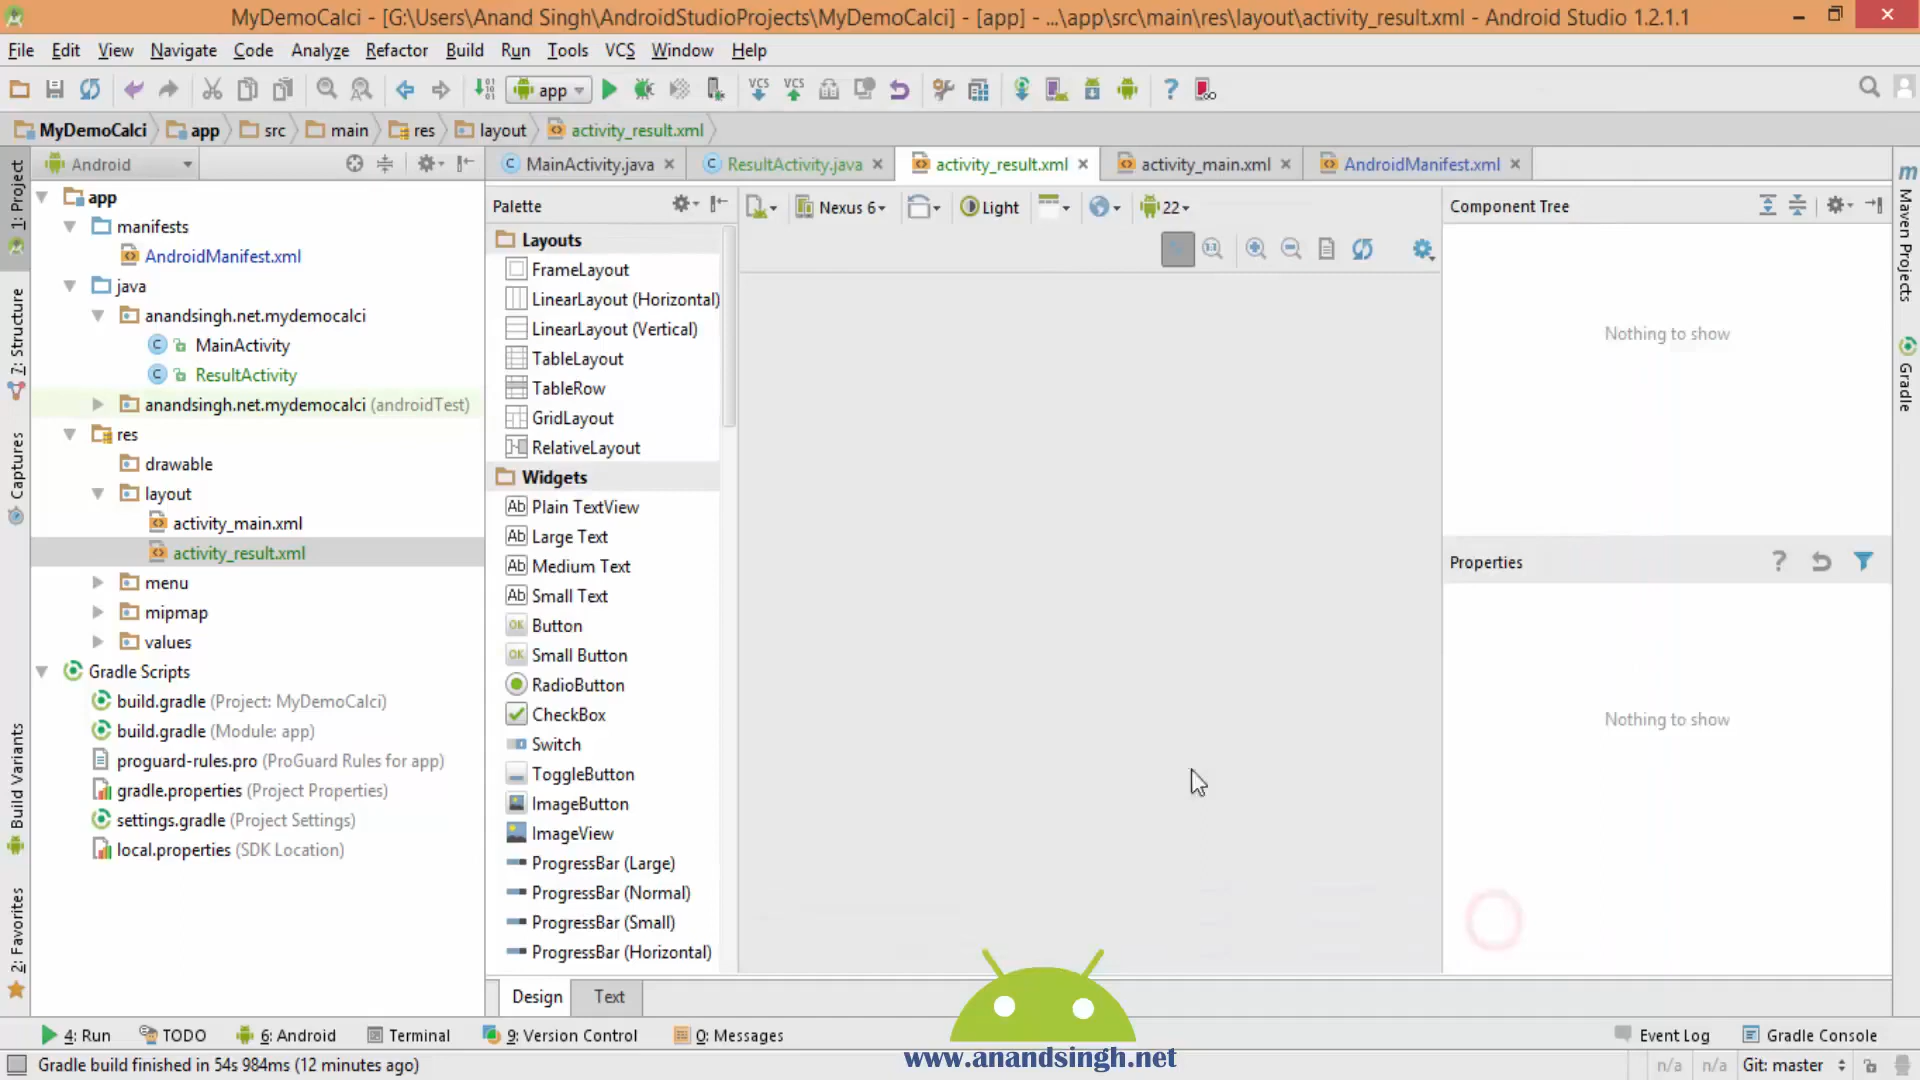 MyDemoCalci - [G:\Users\Anand Singh\AndroidStudioProjects\MyDemoCalci] - [app] - ...\app\src\main\res\layout\activity_result.xml - Android Studio 1.2.1.1
File Edit View Navigate Code Analyze Refactor Build Run Tools VCS Window Help
app
VCS VCS
MyDemoCalci app src main res layout activity_result.xml
Android
MainActivity.java ResultActivity.java activity_result.xml activity_main.xml AndroidManifest.xml
1: Project
7: Structure
Captures
Build Variants
2: Favorites
app
manifests
AndroidManifest.xml
java
anandsingh.net.mydemocalci
MainActivity
ResultActivity
anandsingh.net.mydemocalci (androidTest)
res
drawable
layout
activity_main.xml
activity_result.xml
menu
mipmap
values
Gradle Scripts
build.gradle (Project: MyDemoCalci)
build.gradle (Module: app)
proguard-rules.pro (ProGuard Rules for app)
gradle.properties (Project Properties)
settings.gradle (Project Settings)
local.properties (SDK Location)
Palette
Layouts
FrameLayout
LinearLayout (Horizontal)
LinearLayout (Vertical)
TableLayout
TableRow
GridLayout
RelativeLayout
Widgets
Ab Plain TextView
Ab Large Text
Ab Medium Text
Ab Small Text
OK Button
OK Small Button
RadioButton
CheckBox
Switch
ToggleButton
ImageButton
ImageView
ProgressBar (Large)
ProgressBar (Normal)
ProgressBar (Small)
ProgressBar (Horizontal)
Nexus 6 Light 22
Component Tree
Nothing to show
Properties
Nothing to show
Maven Projects
Gradle
Design Text
4: Run TODO 6: Android Terminal 9: Version Control 0: Messages Event Log Gradle Console
www.anandsingh.net
Gradle build finished in 54s 984ms (12 minutes ago) n/a n/a Git: master